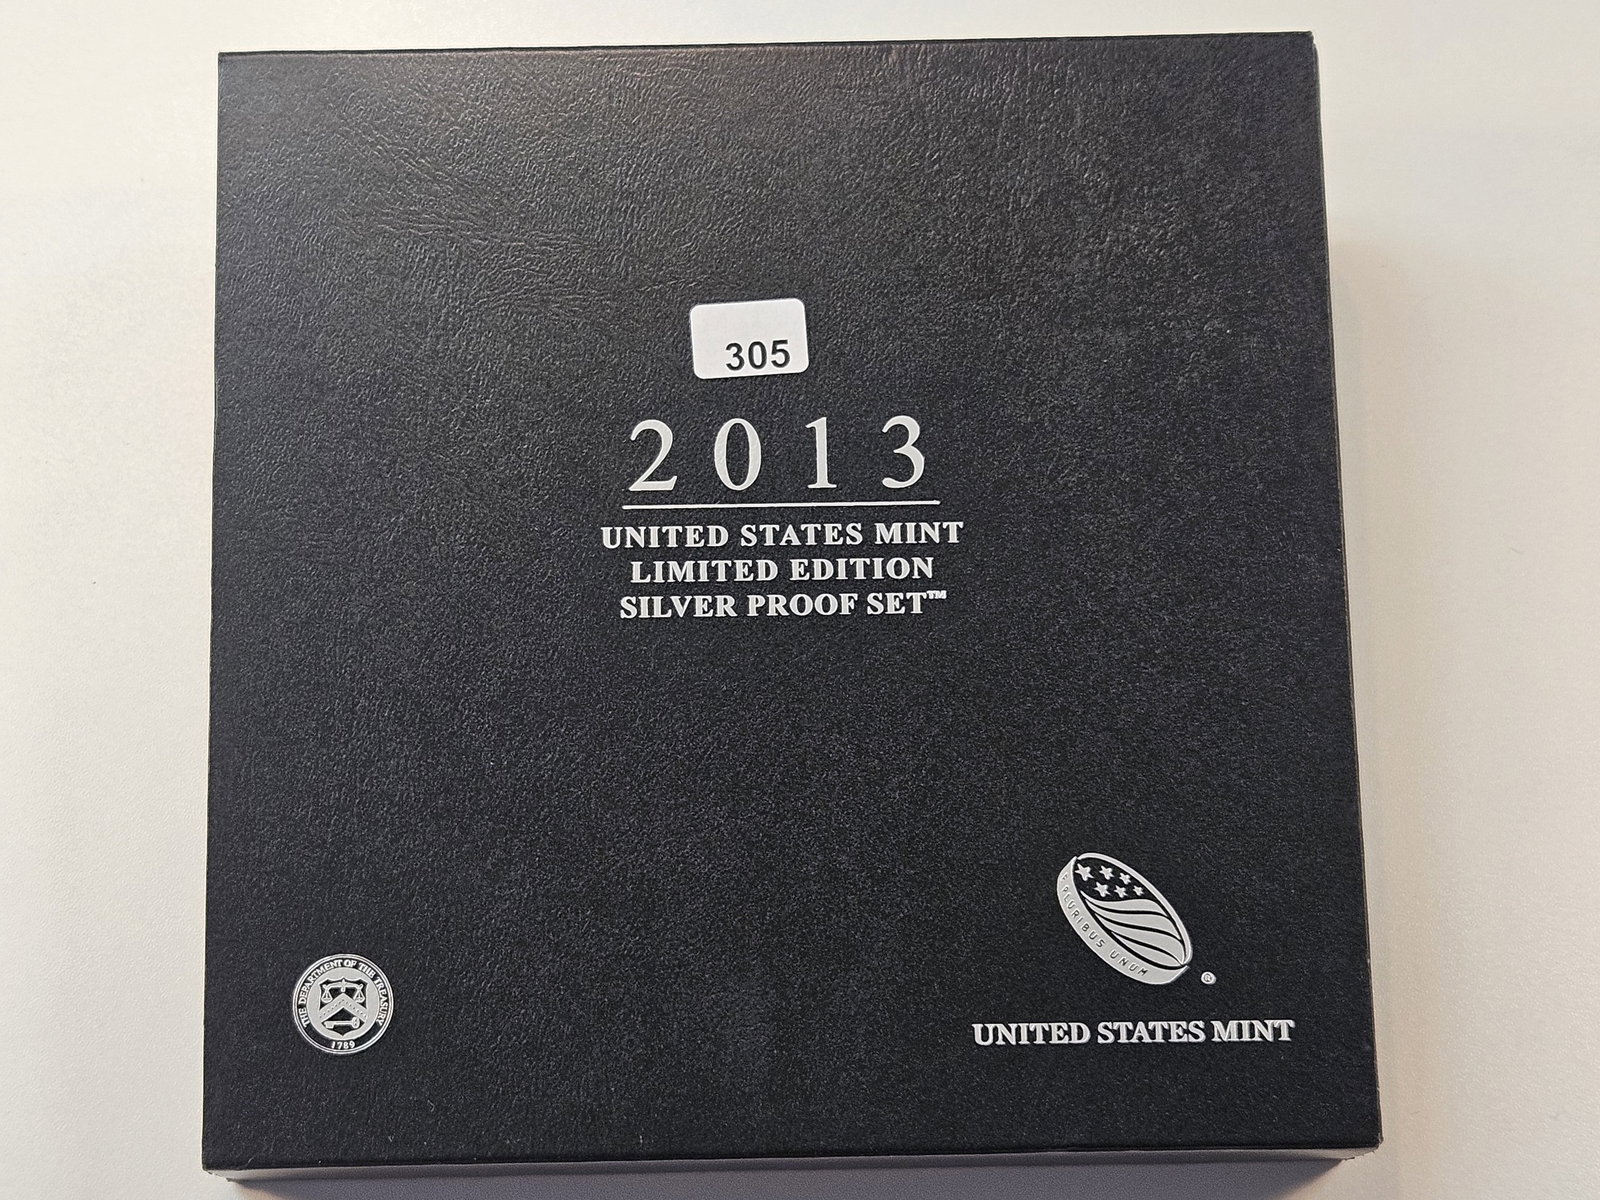 305
2013
UNITED STATES MINT
LIMITED EDITION
SILVER PROOF SET™
E PLURIBUS UNUM
®
THE DEPARTMENT OF THE TREASURY
1789
UNITED STATES MINT